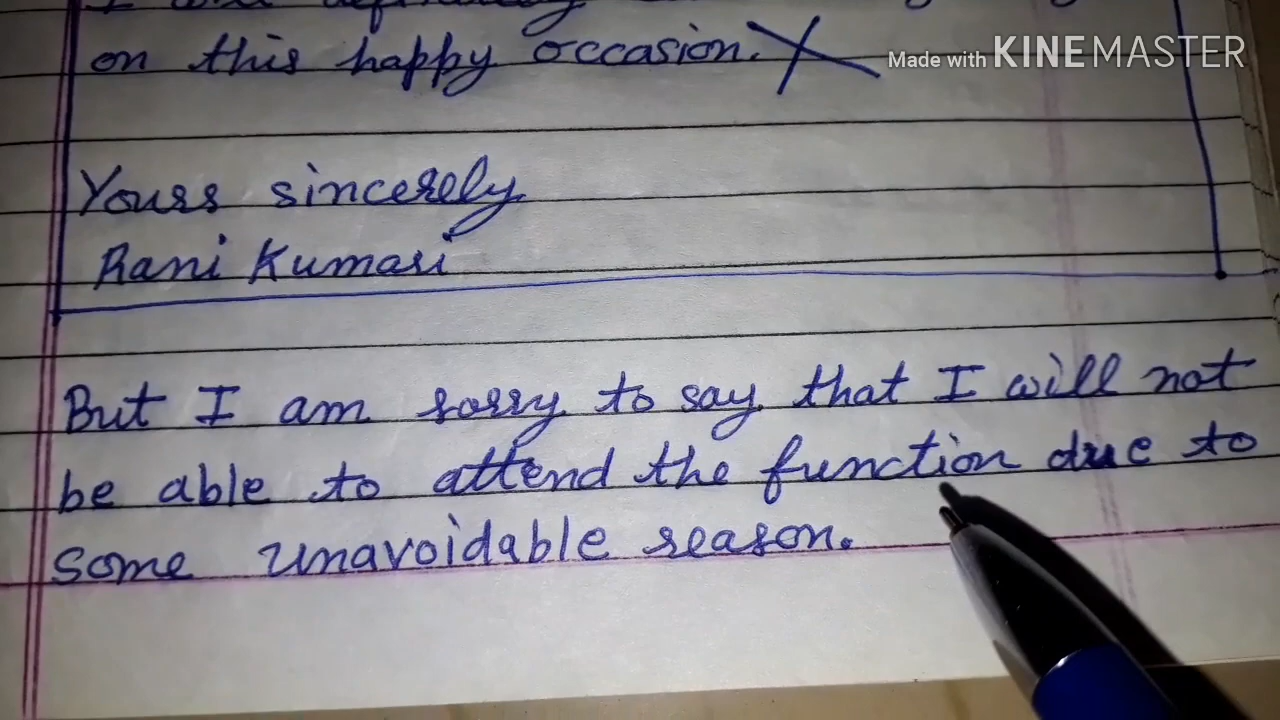 on this happy occasion. X
Made with KINEMASTER
Yours sincerely
Rani Kumari
But I am sorry to say that I will not
be able to attend the function due to
some unavoidable reason.